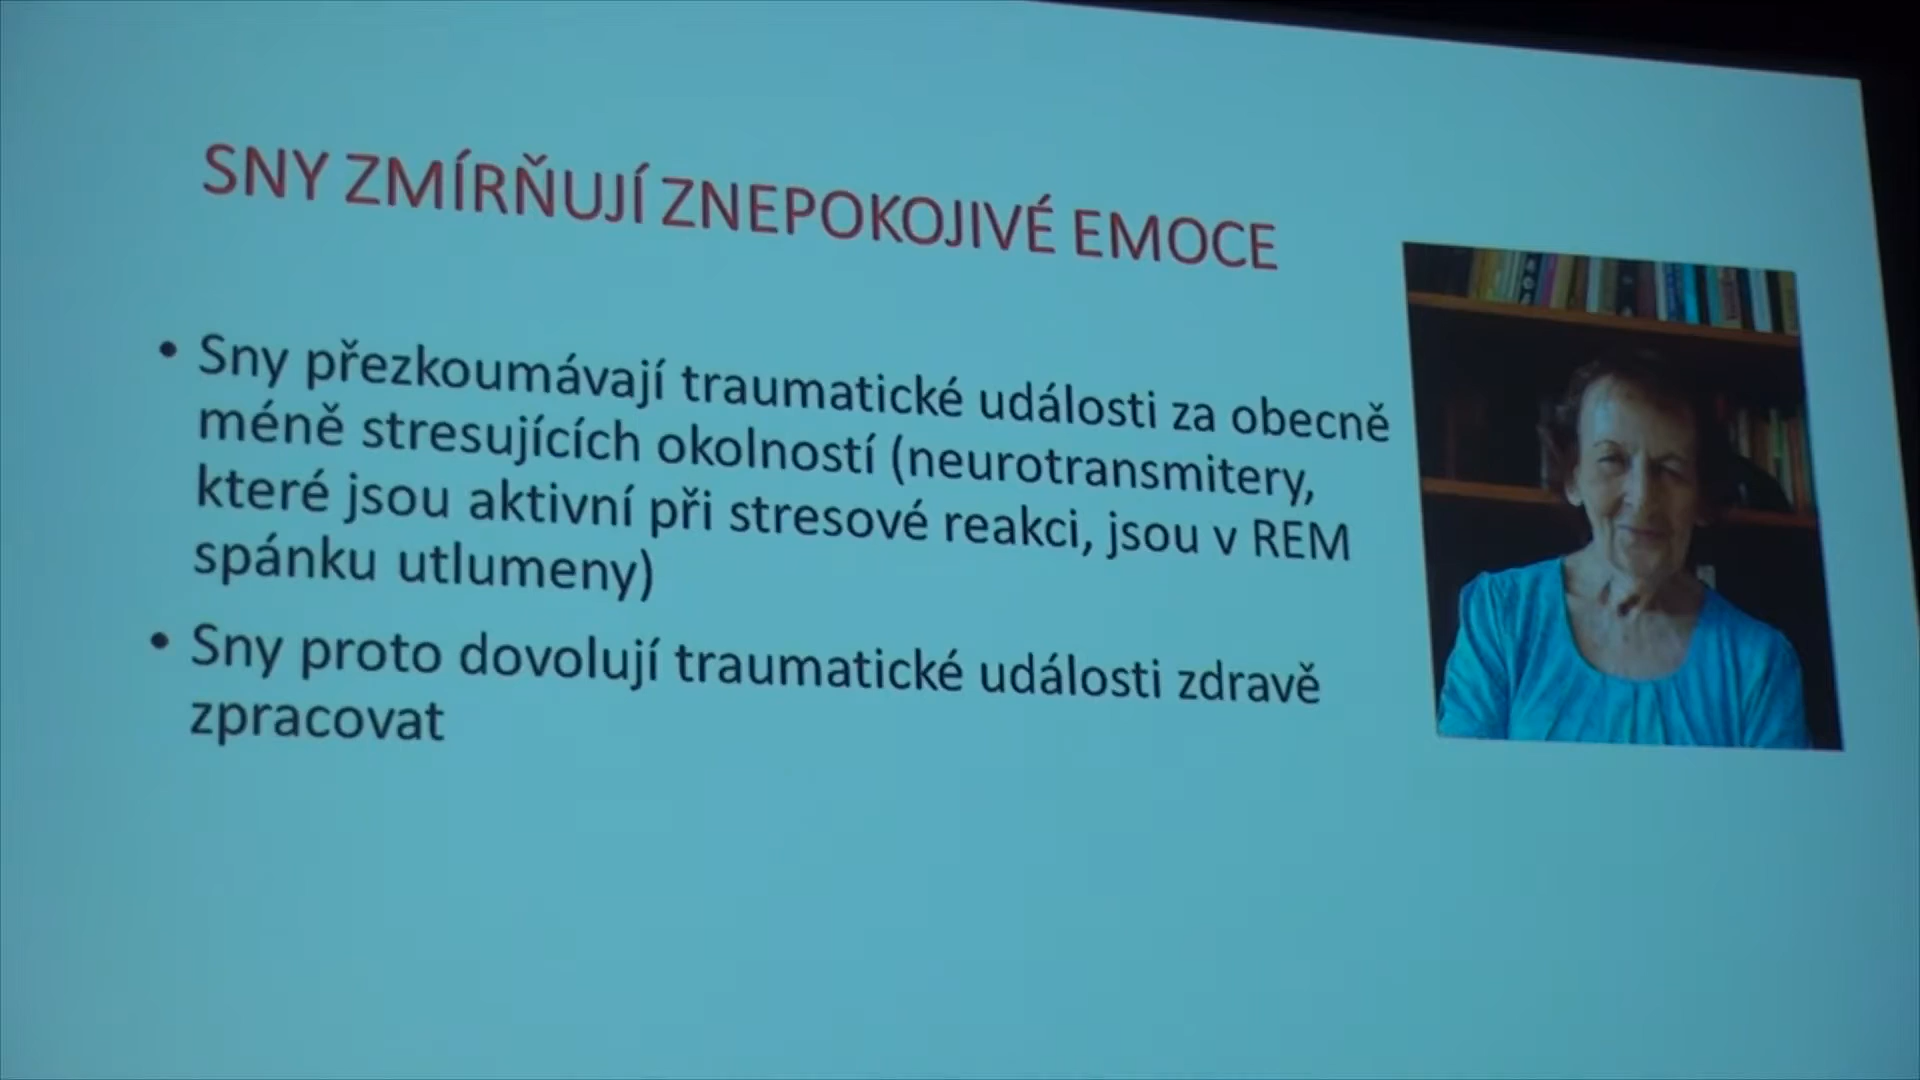 SNY ZMÍRŇUJÍ ZNEPOKOJIVÉ EMOCE
• Sny přezkoumávají traumatické události za obecně
méně stresujících okolností (neurotransmitery,
které jsou aktivní při stresové reakci, jsou v REM
spánku utlumeny)
• Sny proto dovolují traumatické události zdravě
zpracovat